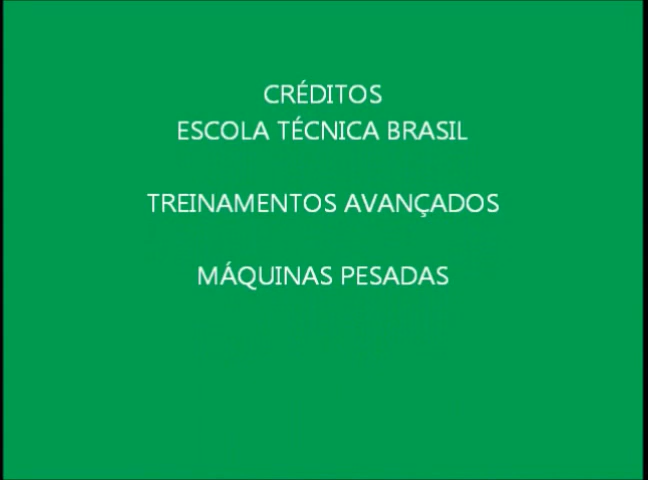 CRÉDITOS
ESCOLA TÉCNICA BRASIL
TREINAMENTOS AVANÇADOS
MÁQUINAS PESADAS